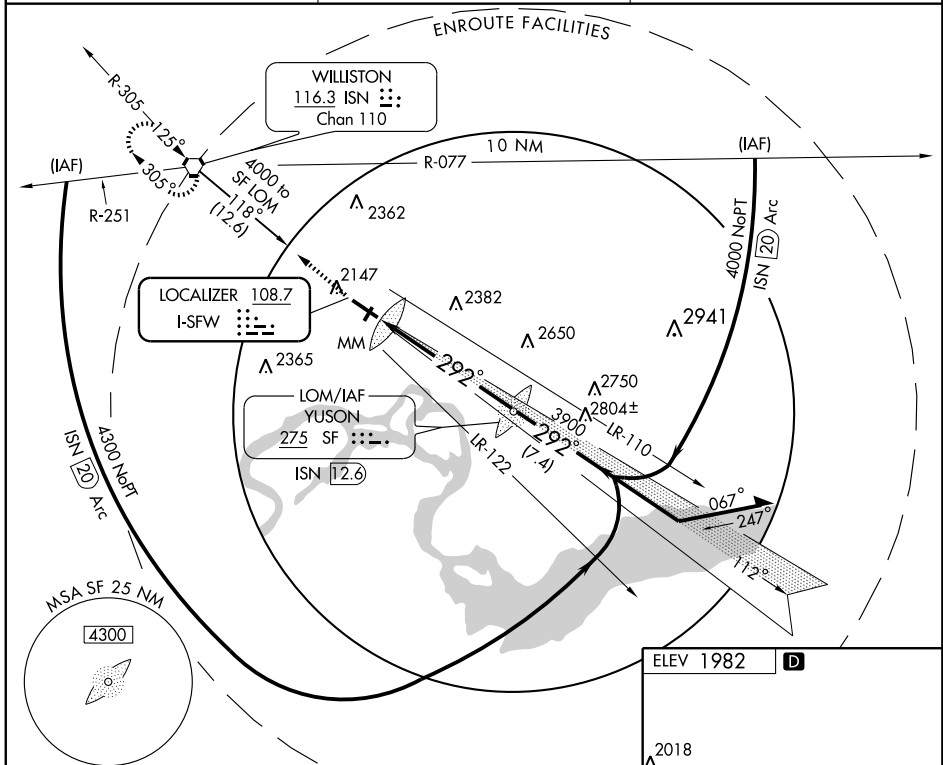 ENROUTE FACILITIES
R-305
125°
305°
WILLISTON
116.3 ISN
Chan 110
(IAF)
R-251
4000 to
SF LOM
118°
(12.6)
R-077
10 NM
(IAF)
4000 NoPT
ISN 20 Arc
2362
2147
LOCALIZER 108.7
I-SFW
MM
2382
2650
2941
2365
292°
2750
2804±
3900
LOM/IAF
YUSON
275 SF
ISN 12.6
292°
(7.4)
LR-110
LR-122
067°
247°
112°
4300 NoPT
ISN 20 Arc
MSA SF 25 NM
4300
ELEV 1982 D
2018